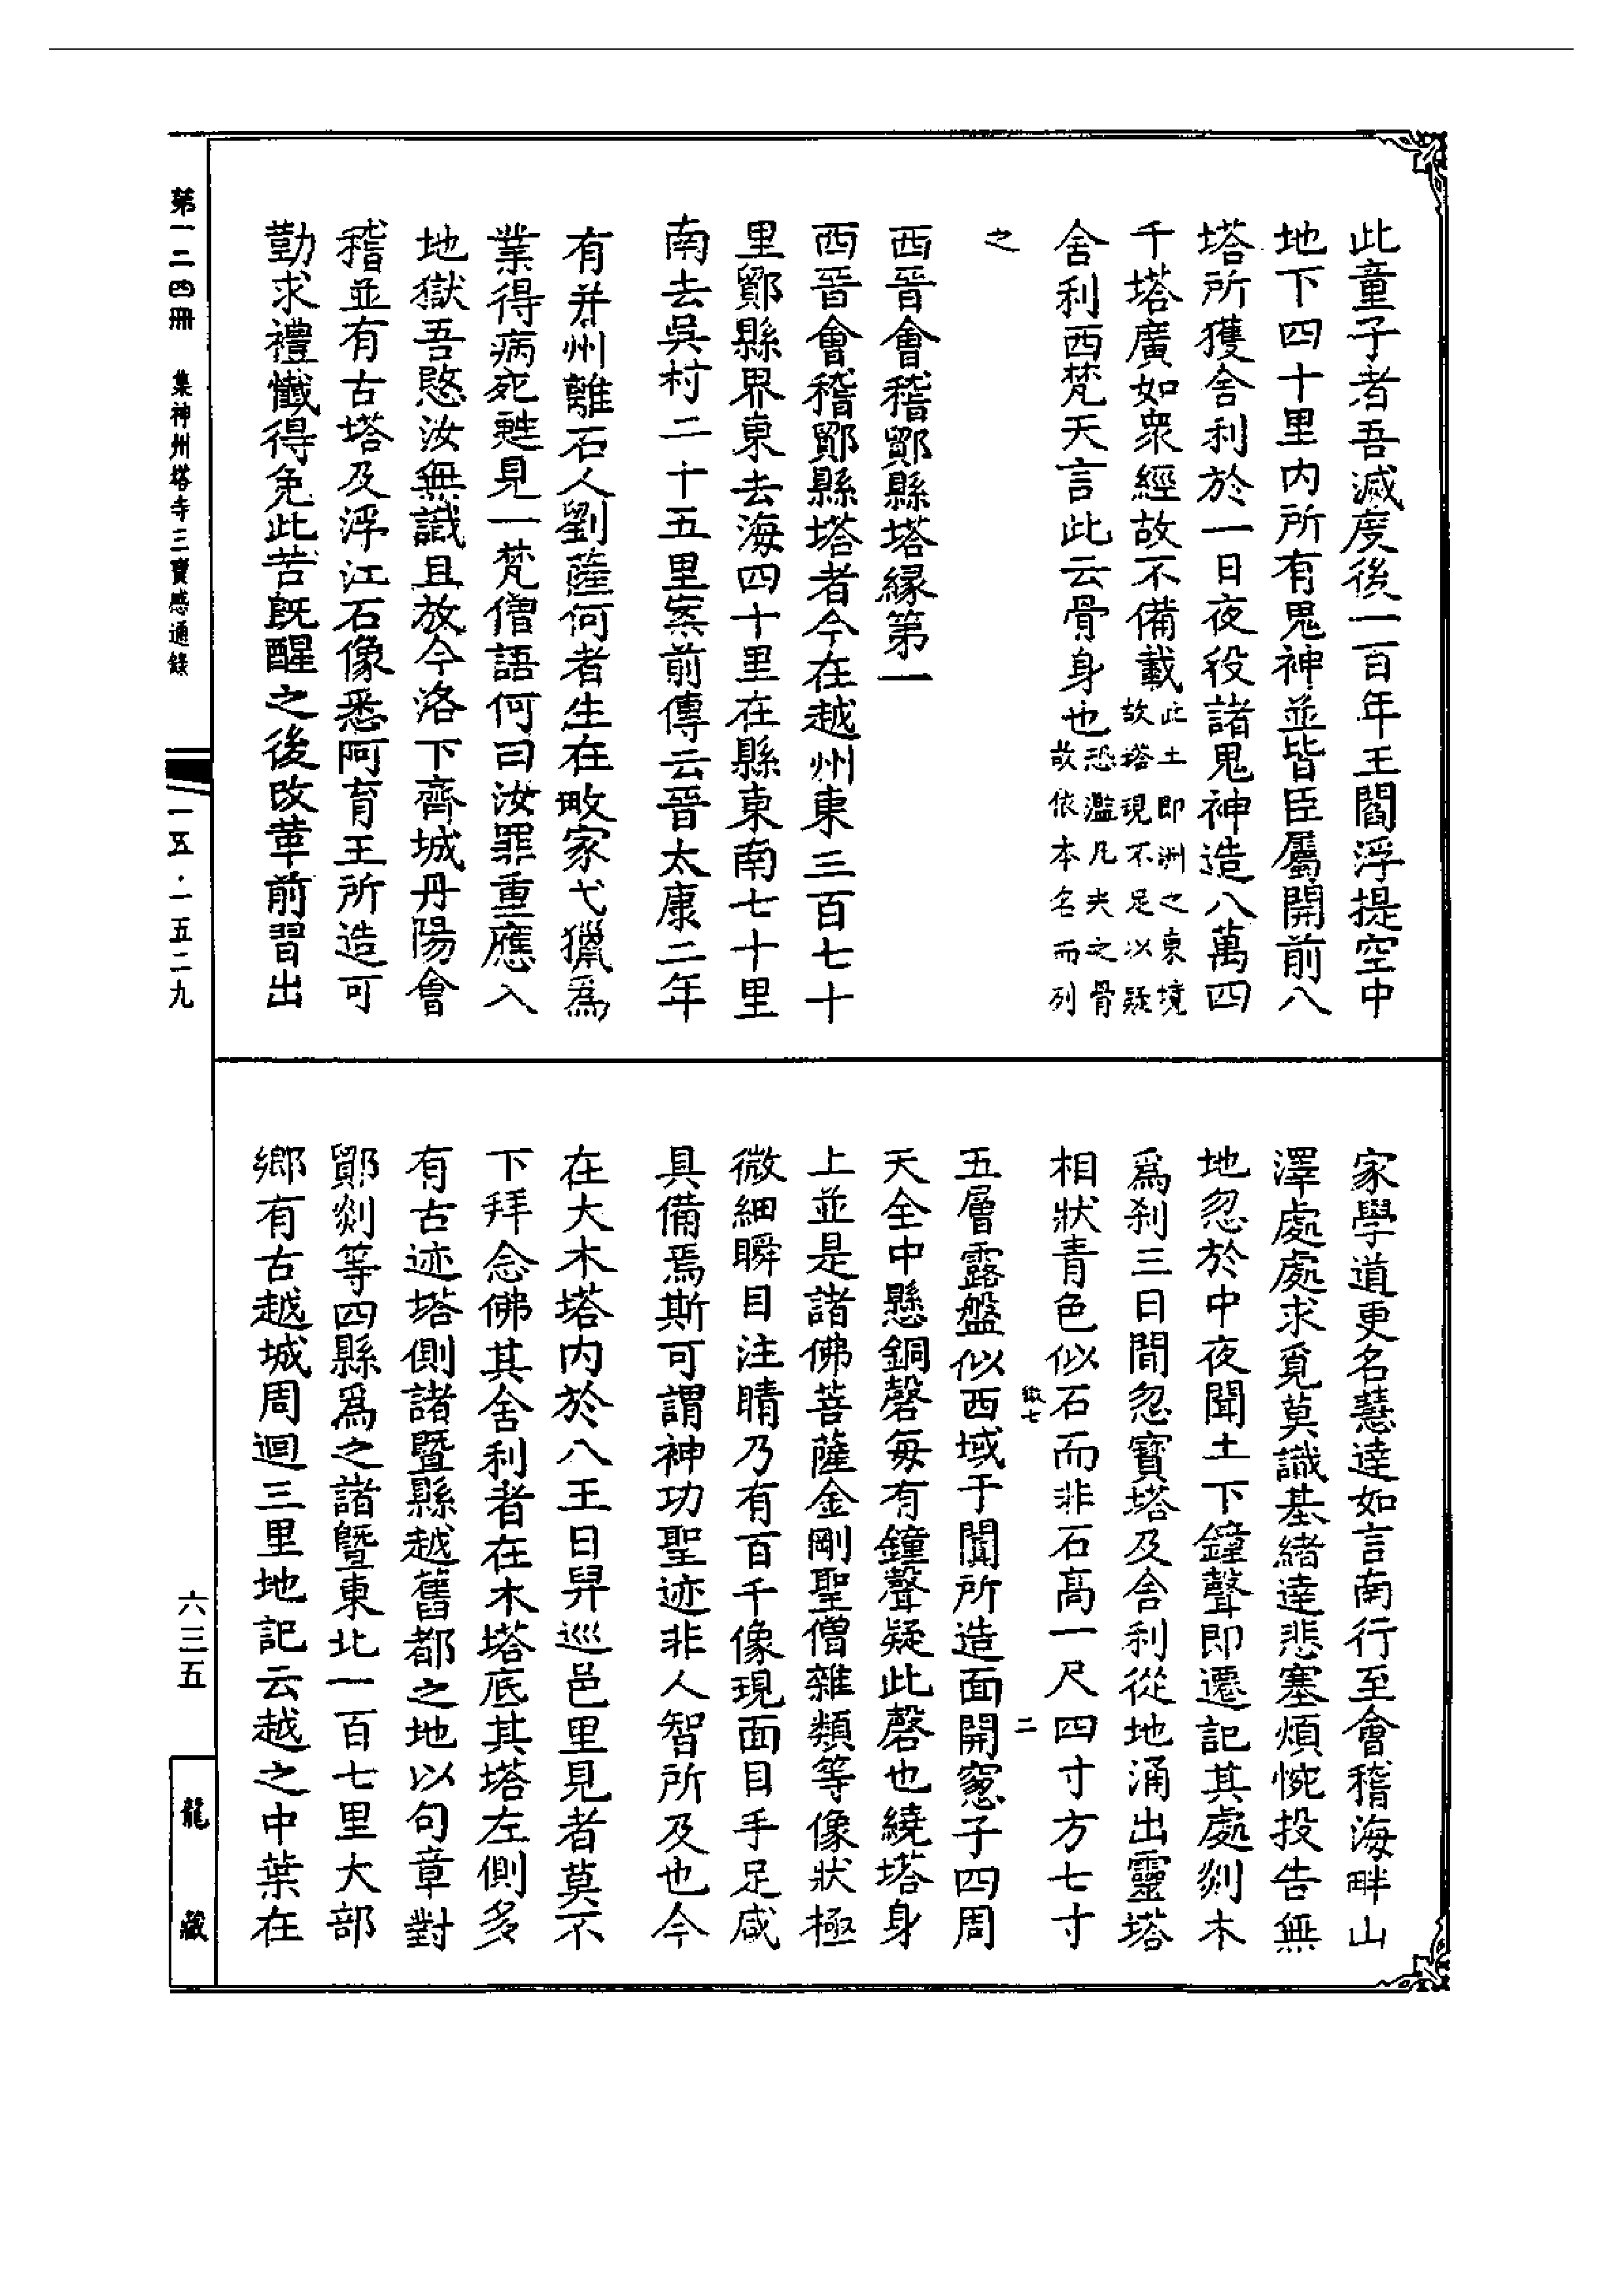 此童子者吾滅度後一百年王閻浮提空中
地下四十里內所有鬼神並皆臣屬開前八
塔所獲舍利於一日夜役諸鬼神造八萬四
千塔廣如眾經故不備載此土即洲之東境故塔現不足以疑
舍利西梵天言此云骨身也恐濫凡夫之骨故依本名而列
之
西晉會稽鄮縣塔緣第一
西晉會稽鄮縣塔者今在越州東三百七十
里鄮縣界東去海四十里在縣東南七十里
南去吳村二十五里案前傳云晉太康二年
有并州離石人劉薩何者生在畋家弋獵為
業得病死甦見一梵僧語何曰汝罪重應入
地獄吾愍汝無識且放今洛下齊城丹陽會
稽並有古塔及浮江石像悉阿育王所造可
勤求禮懺得免此苦既醒之後改革前習出
家學道更名慧達如言南行至會稽海畔山
澤處處求覓莫識基緒達悲塞煩惋投告無
地忽於中夜聞土下鐘聲即遷記其處剡木
為剎三日間忽寶塔及舍利從地涌出靈塔
相狀青色似石而非石高一尺四寸方七寸
五層露盤似西域于闐所造面開窗子四周
天全中懸銅磬每有鐘聲疑此磬也繞塔身
上並是諸佛菩薩金剛聖僧雜類等像狀極
微細瞬目注睛乃有百千像現面目手足咸
具備焉斯可謂神功聖迹非人智所及也今
在大木塔內於八王日舁巡邑里見者莫不
下拜念佛其舍利者在木塔底其塔左側多
有古迹塔側諸暨縣越舊都之地以句章對
鄮剡等四縣為之諸暨東北一百七里大部
鄉有古越城周迴三里地記云越之中葉在
第一二四冊 集神州塔寺三寶感通錄
一五·一五二九
六三五
龍藏